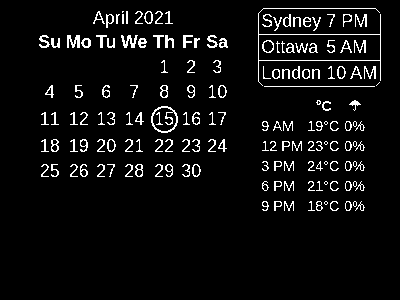 April 2021
Su Mo Tu We Th Fr Sa
1 2 3
4 5 6 7 8 9 10
11 12 13 14 15 16 17
18 19 20 21 22 23 24
25 26 27 28 29 30
Sydney 7 PM
Ottawa 5 AM
London 10 AM
°C ☂
9 AM 19°C 0%
12 PM 23°C 0%
3 PM 24°C 0%
6 PM 21°C 0%
9 PM 18°C 0%